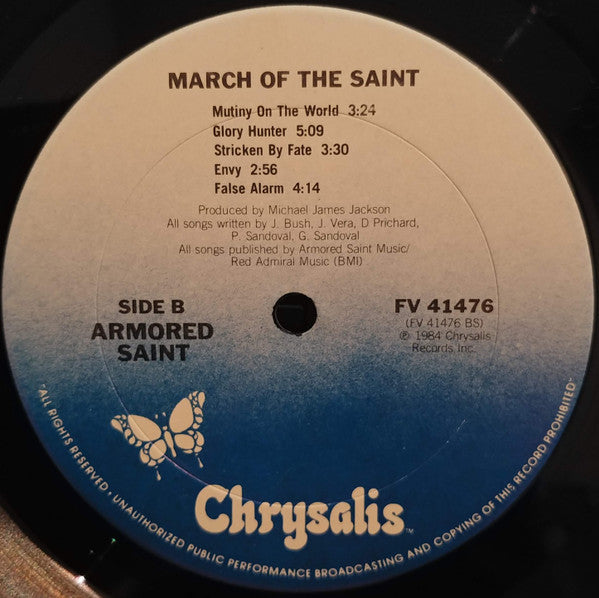 MARCH OF THE SAINT
Mutiny On The World 3:24
Glory Hunter 5:09
Stricken By Fate 3:30
Envy 2:56
False Alarm 4:14
Produced by Michael James Jackson
All songs written by J. Bush, J. Vera, D Prichard,
P. Sandoval, G. Sandoval
All songs published by Armored Saint Music/
Red Admiral Music (BMI)
SIDE B
ARMORED
SAINT
FV 41476
(FV 41476 BS)
℗ 1984 Chrysalis
Records Inc.
Chrysalis™
"ALL RIGHTS RESERVED • UNAUTHORIZED PUBLIC PERFORMANCE BROADCASTING AND COPYING OF THIS RECORD PROHIBITED"